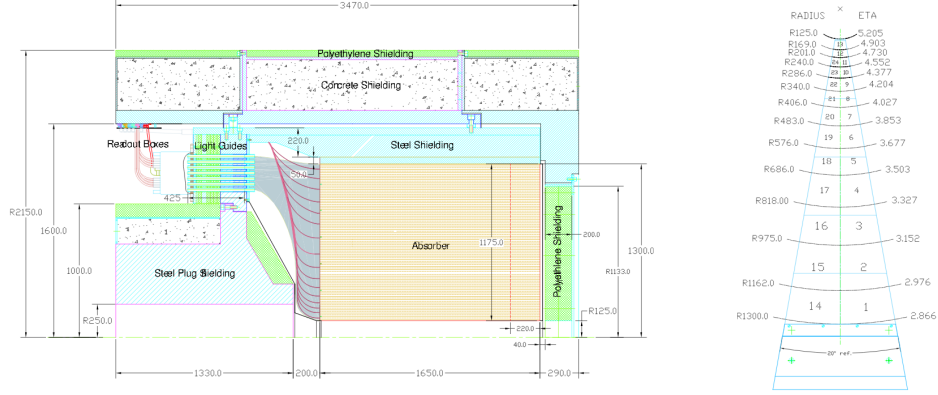 3470.0
Polyethylene Shielding
Concrete Shielding
Readout Boxes
Light Guides
220.0
Steel Shielding
50.0
425
R2150.0
1600.0
1000.0
R250.0
Steel Plug Shielding
Absorber
1175.0
Polyethlene Shielding
200.0
R1133.0
1300.0
R125.0
220.0
40.0
1330.0
200.0
1650.0
290.0
RADIUS ETA
R125.0 5.205
13
R169.0 4.903
12
R201.0 4.730
24 11
R240.0 4.552
23 10
R286.0 4.377
22 9
R340.0 4.204
21 8
R406.0 4.027
20 7
R483.0 3.853
19 6
R576.0 3.677
18 5
R686.0 3.503
17 4
R818.00 3.327
16 3
R975.0 3.152
15 2
R1162.0 2.976
14 1
R1300.0 2.866
20° ref.